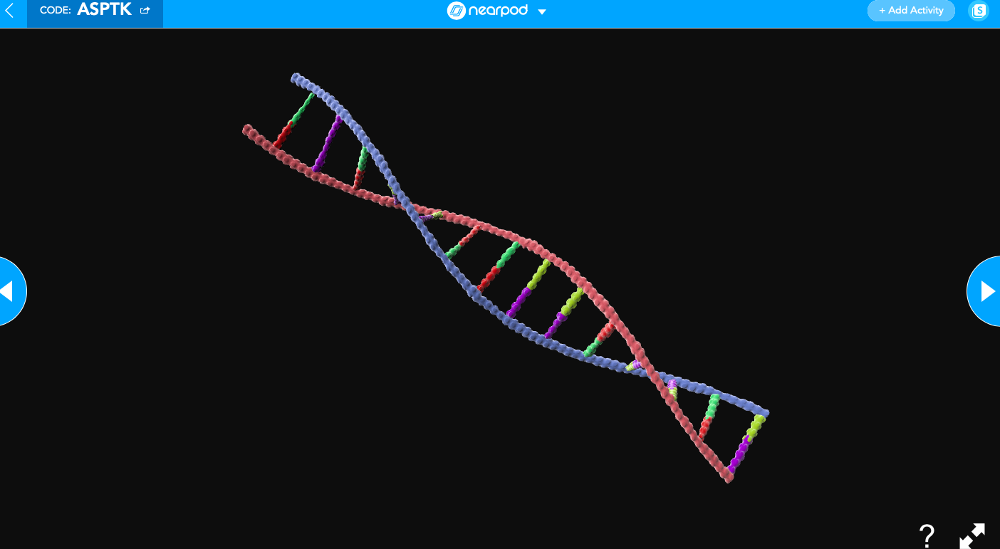 CODE: ASPTK
nearpod
+ Add Activity
S
?